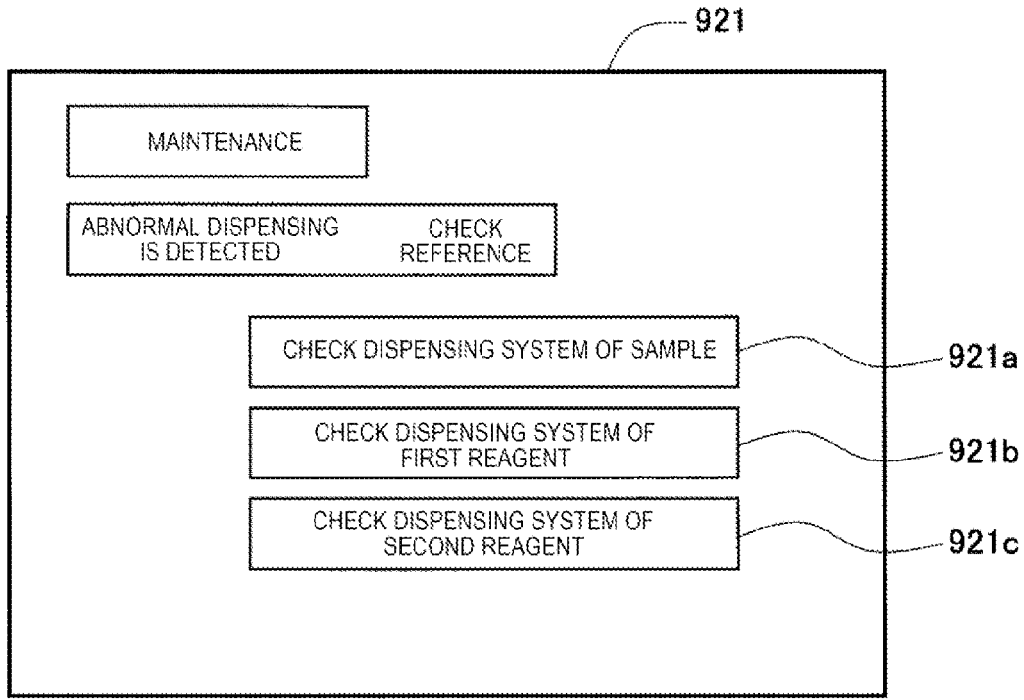 921
MAINTENANCE
ABNORMAL DISPENSING
IS DETECTED
CHECK
REFERENCE
CHECK DISPENSING SYSTEM OF SAMPLE
921a
CHECK DISPENSING SYSTEM OF
FIRST REAGENT
921b
CHECK DISPENSING SYSTEM OF
SECOND REAGENT
921c